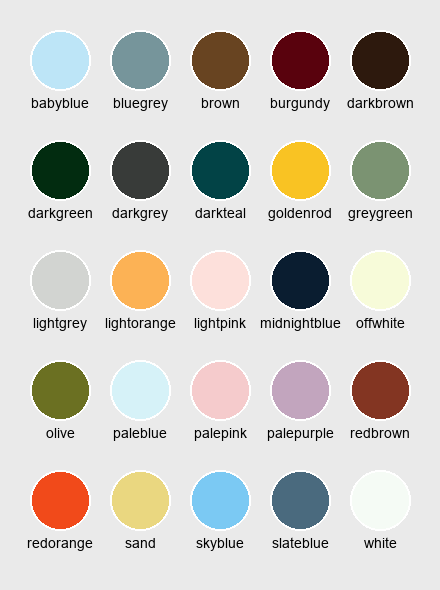 babyblue bluegrey brown burgundy darkbrown
darkgreen darkgrey darkteal goldenrod greygreen
lightgrey lightorange lightpink midnightblue offwhite
olive paleblue palepink palepurple redbrown
redorange sand skyblue slateblue white